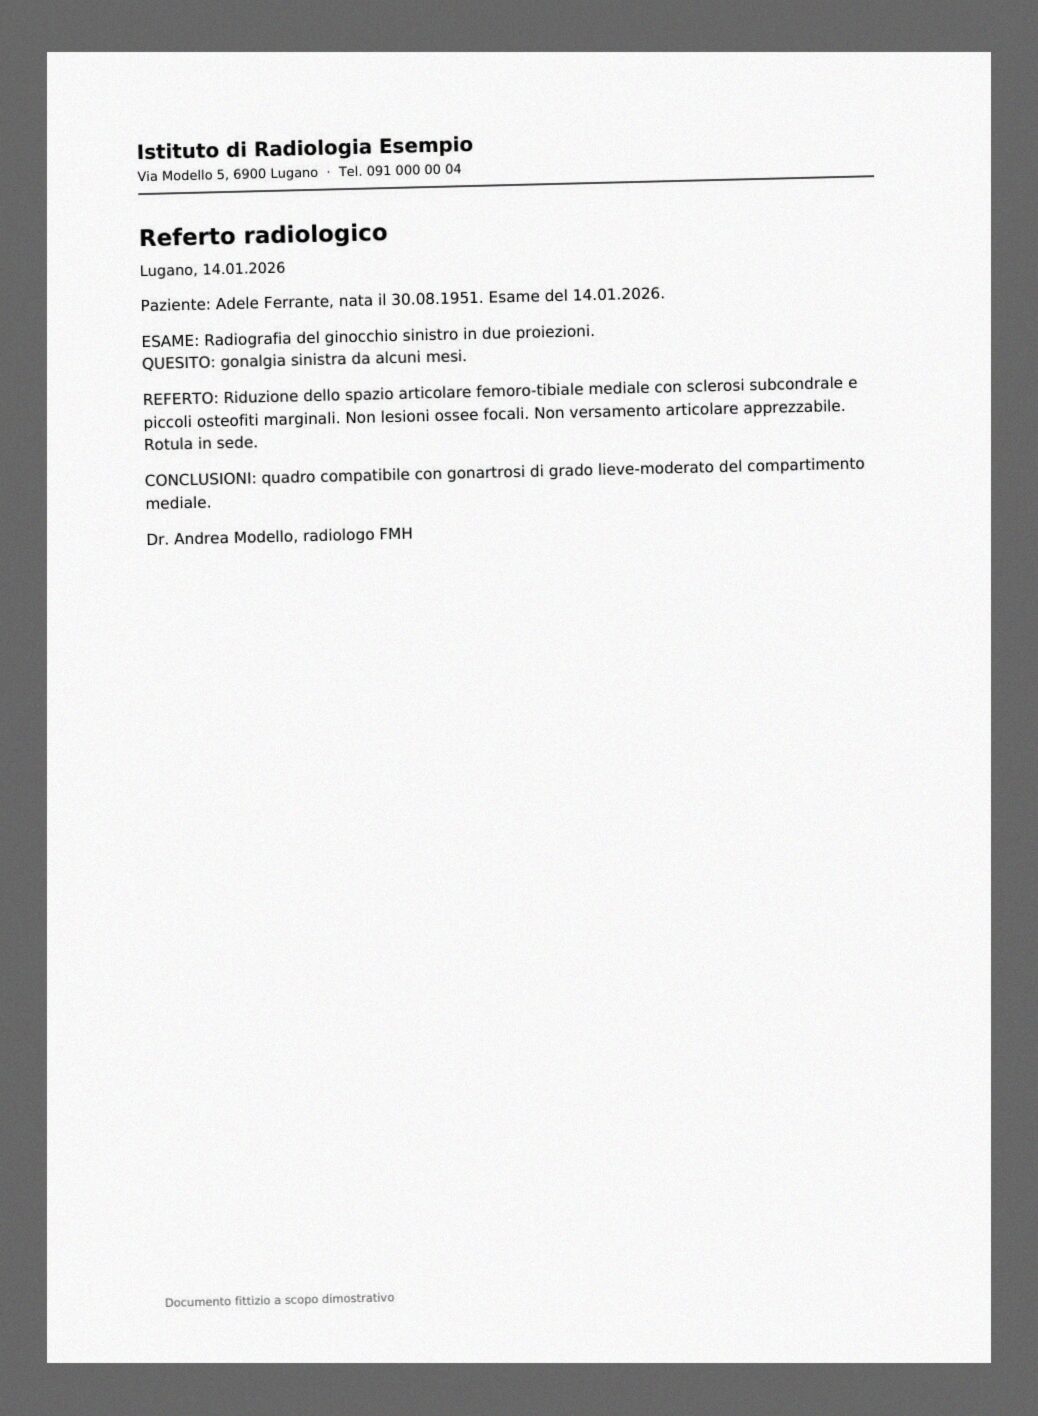 Istituto di Radiologia Esempio
Via Modello 5, 6900 Lugano · Tel. 091 000 00 04
Referto radiologico
Lugano, 14.01.2026
Paziente: Adele Ferrante, nata il 30.08.1951. Esame del 14.01.2026.
ESAME: Radiografia del ginocchio sinistro in due proiezioni.
QUESITO: gonalgia sinistra da alcuni mesi.
REFERTO: Riduzione dello spazio articolare femoro-tibiale mediale con sclerosi subcondrale e
piccoli osteofiti marginali. Non lesioni ossee focali. Non versamento articolare apprezzabile.
Rotula in sede.
CONCLUSIONI: quadro compatibile con gonartrosi di grado lieve-moderato del compartimento
mediale.
Dr. Andrea Modello, radiologo FMH
Documento fittizio a scopo dimostrativo